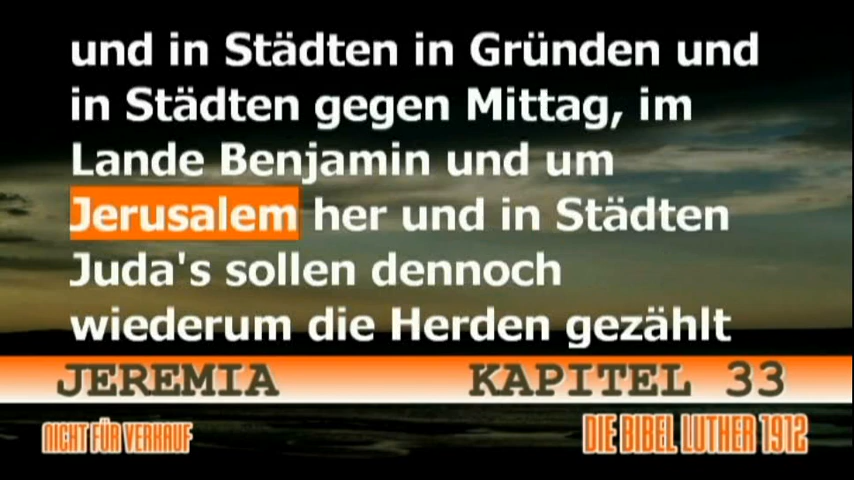 und in Städten in Gründen und
in Städten gegen Mittag, im
Lande Benjamin und um
Jerusalem her und in Städten
Juda's sollen dennoch
wiederum die Herden gezählt
JEREMIA KAPITEL 33
NICHT FÜR VERKAUF DIE BIBEL LUTHER 1912